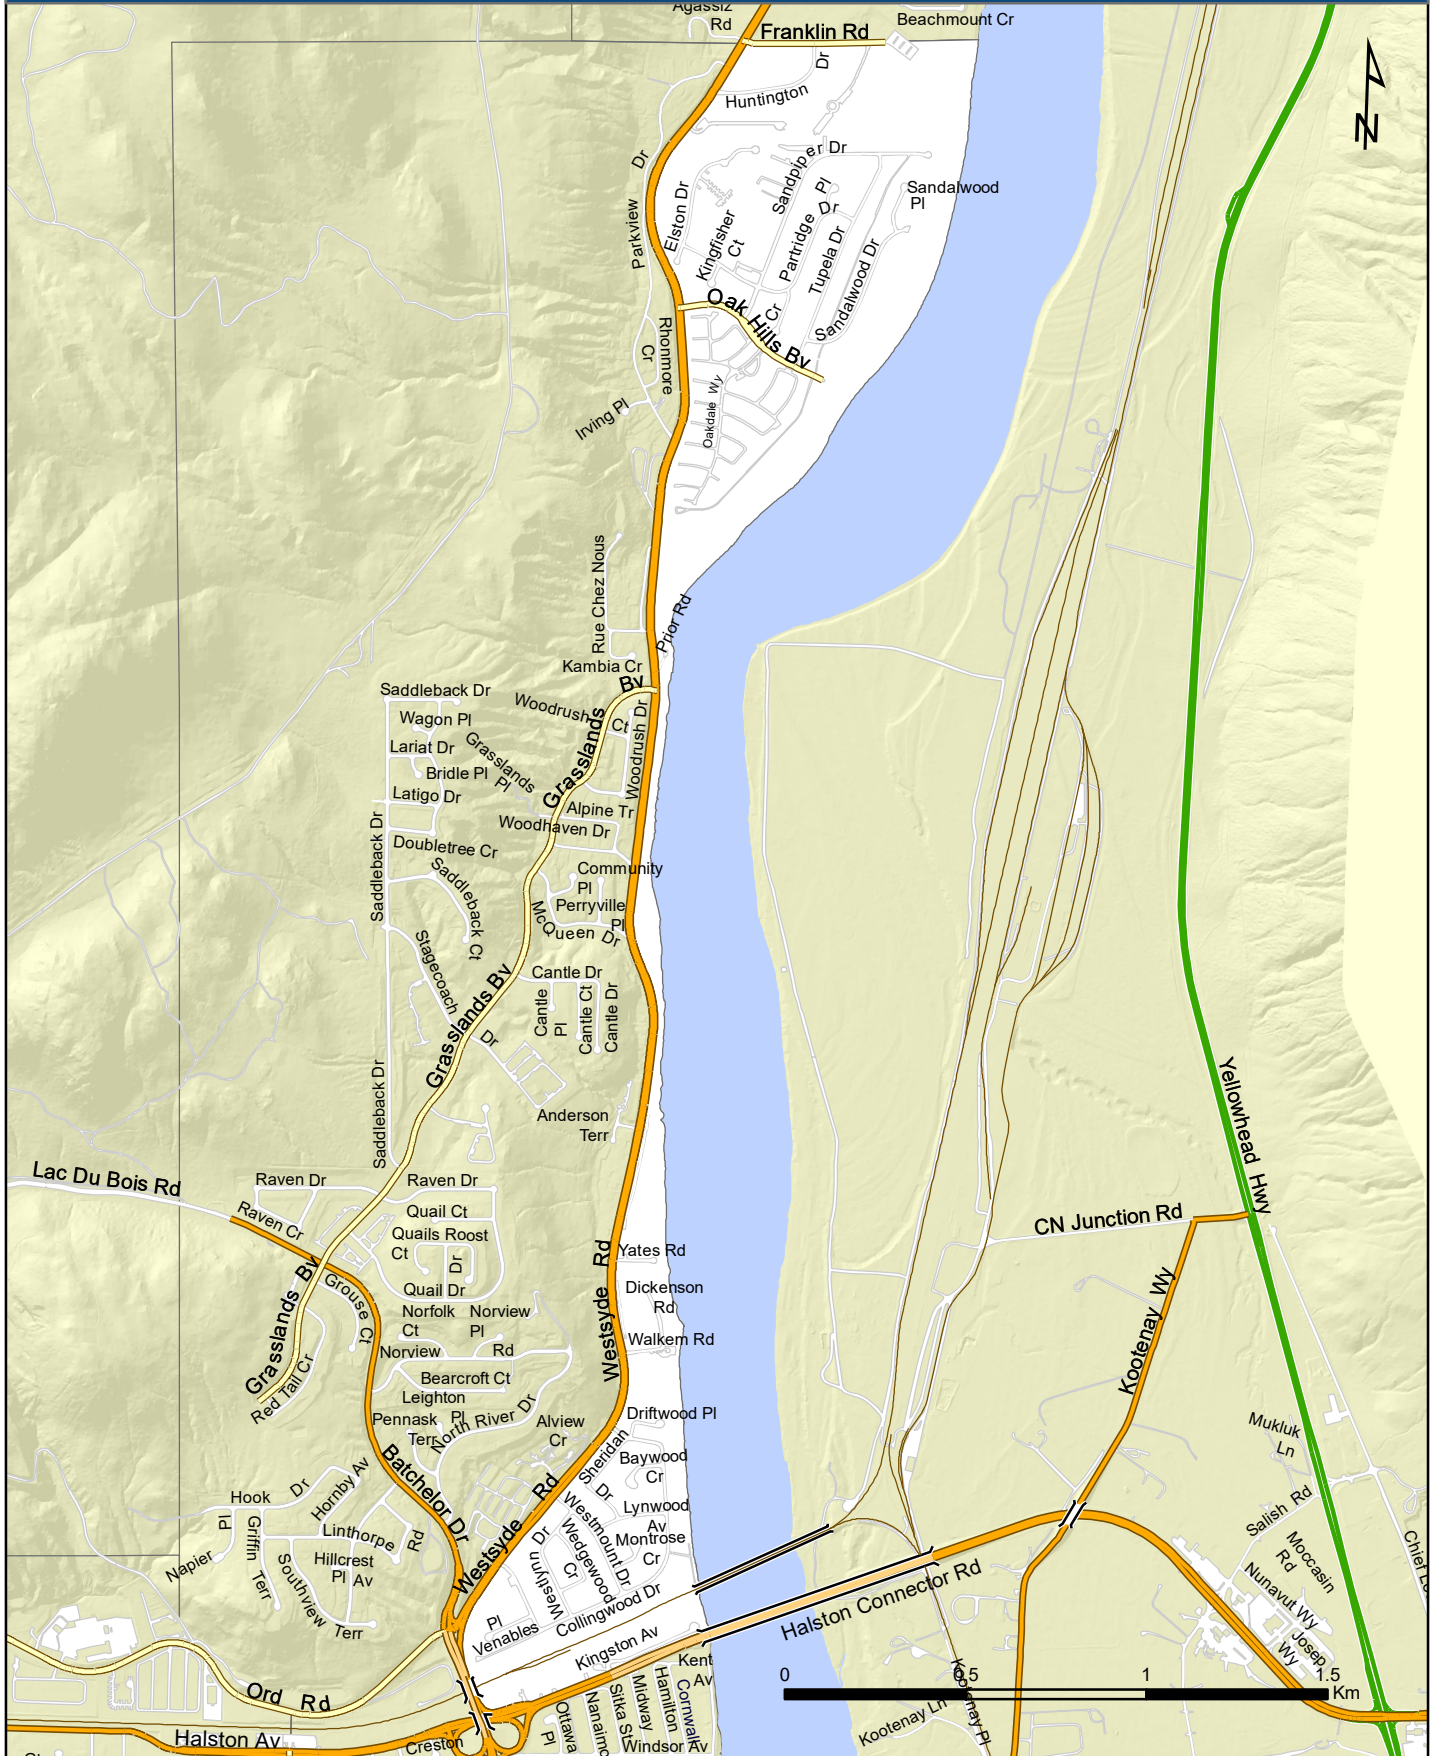 Agassiz
Rd
Beachmount Cr
Franklin Rd
Dr
Huntington
Parkview Dr
Sandpiper Dr
Elston Dr
Kingfisher
Ct
Partridge Pl
Dr
Tupela Dr
Sandalwood
Pl
Sandalwood Dr
Oak Hills By
Cr
Rhonmore
Cr
Irving Pl
Oakdale Wy
N
Rue Chez Nous
Prior Rd
Kambia Cr
Grasslands By
Saddleback Dr
Wagon Pl
Woodrush
Ct
Woodrush Dr
Lariat Dr
Grasslands
Pl
Bridle Pl
Latigo Dr
Alpine Tr
Woodhaven Dr
Doubletree Cr
Saddleback Dr
Saddleback Ct
Community
Pl
Perryville
Pl
McQueen Dr
Stagecoach
Dr
Grasslands By
Cantle Dr
Cantle
Pl
Cantle Ct
Cantle Dr
Saddleback Dr
Anderson
Terr
Yellowhead Hwy
Lac Du Bois Rd
Raven Dr
Raven Dr
Raven Cr
Quail Ct
Quails Roost
Ct
Dr
Quail Dr
CN Junction Rd
Yates Rd
Dickenson
Rd
Westsyde Rd
Walkem Rd
Grouse Ct
Norfolk
Ct
Norview
Pl
Norview Rd
Grasslands By
Red Tail Cr
Bearcroft Ct
Leighton
Pl
Pennask
Terr
North River Dr
Alview
Cr
Driftwood Pl
Kootenay Wy
Mukluk
Ln
Sheridan
Dr
Baywood
Cr
Batchelor Dr
Westsyde Rd
Hook
Pl
Dr
Hornby Av
Lynwood
Av
Montrose
Cr
Westmount Dr
Wedgewood
Cr
Westlynn
Dr
Griffin
Terr
Linthorpe
Rd
Hillcrest
Av
Pl
Napier
Southview
Terr
Salish Rd
Moccasin
Rd
Nunavut Wy
Josep
Wy
Collingwood Dr
Pl
Venables
Kingston Av
Halston Connector Rd
Kent
Av
Ord Rd
Halston Av
Creston
Ottawa
Pl
Sitka St
Midway
Hamilton
Cornwall
Windsor Av
Kootenay Ln
Kootenay Pl
0
0.5
1
1.5
Km